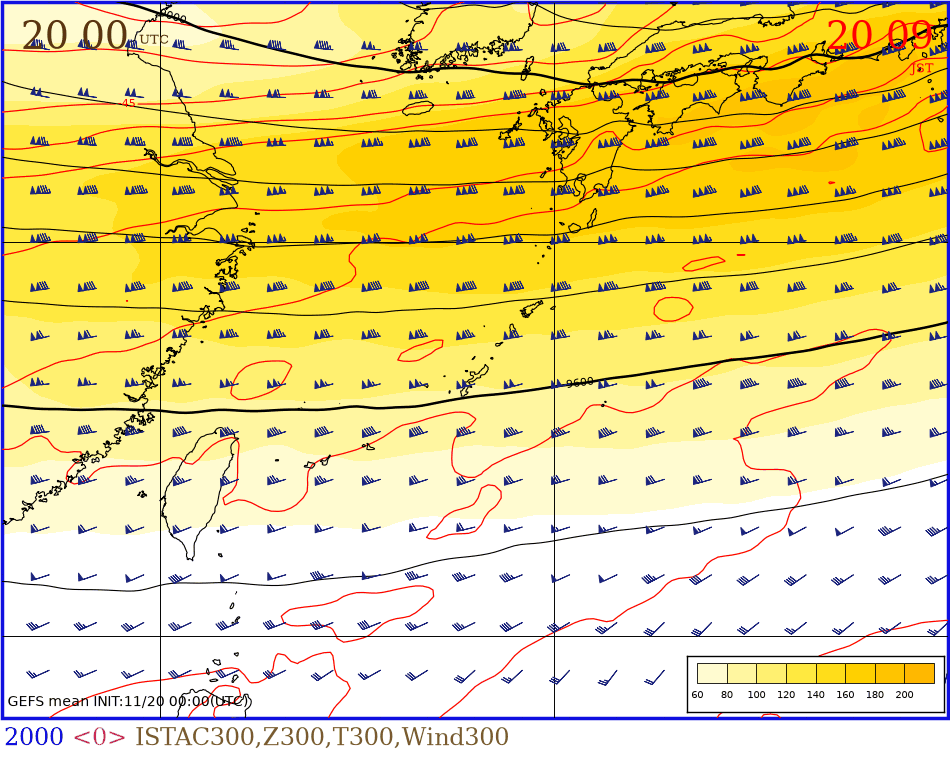 9000
20 00 UTC
20 09
JST
-45
9600
60 80 100 120 140 160 180 200
GEFS mean INIT:11/20 00:00(UTC)
2000 <0> ISTAC300,Z300,T300,Wind300